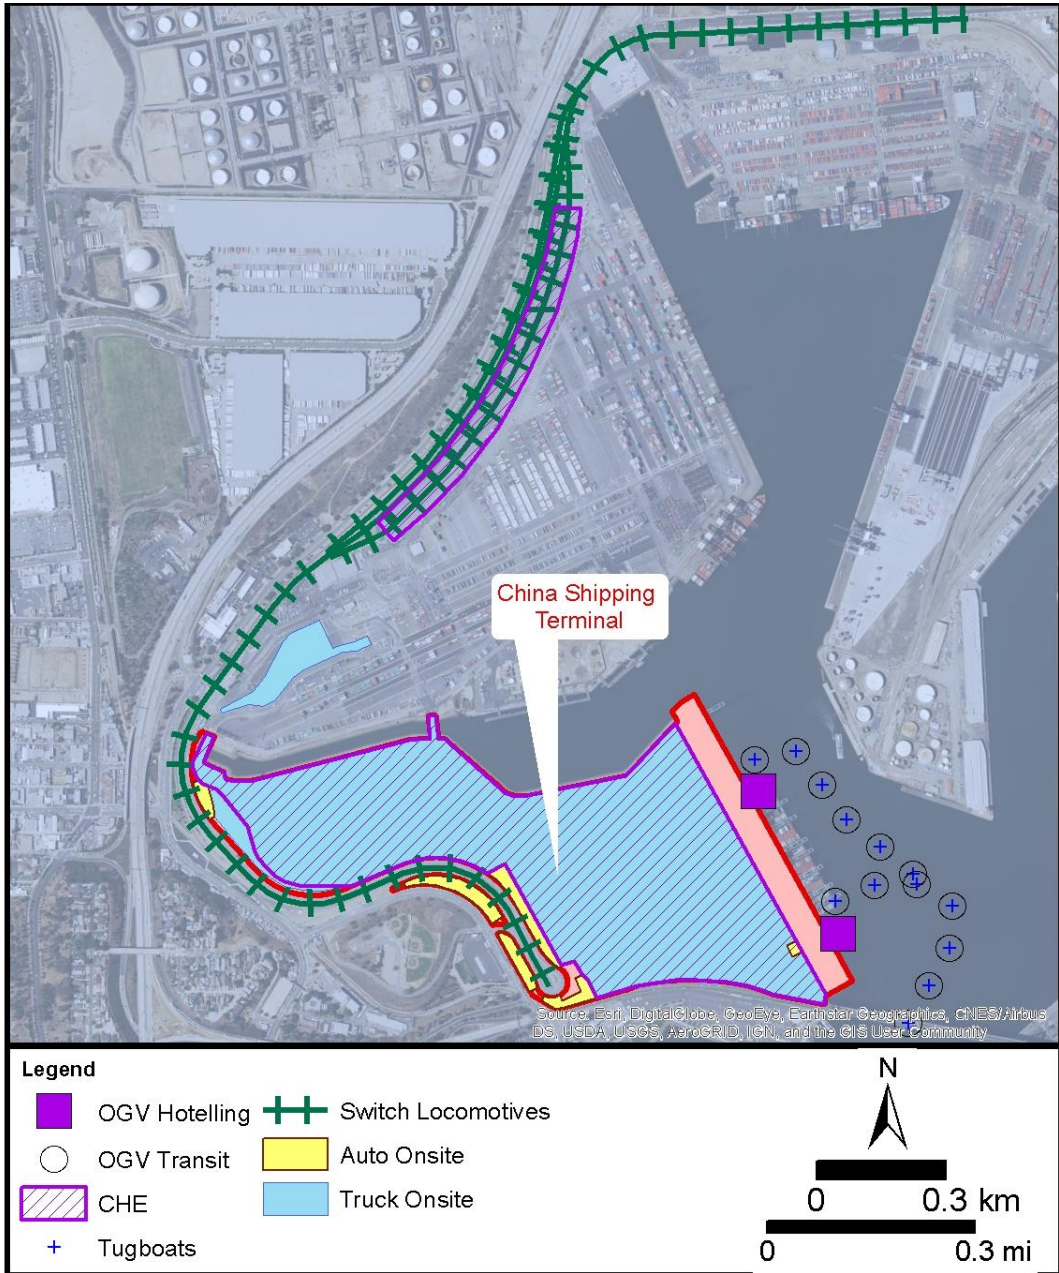 China Shipping
Terminal
Source: Esri, DigitalGlobe, GeoEye, Earthstar Geographics, CNES/Airbus
DS, USDA, USGS, AeroGRID, IGN, and the GIS User Community
Legend
OGV Hotelling
OGV Transit
CHE
Tugboats
Switch Locomotives
Auto Onsite
Truck Onsite
N
0 0.3 km
0 0.3 mi